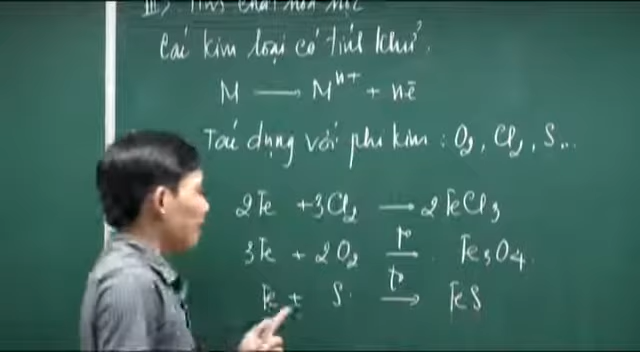 III). Tính chất hóa học
Các kim loại có tính khử.
M ⟶ Mⁿ⁺ + nē
Tác dụng với phi kim : O₂, Cl₂, S...
2Fe + 3Cl₂ ⟶ 2FeCl₃
3Fe + 2O₂ ⟶ Fe₃O₄.
Fe + S ⟶ FeS